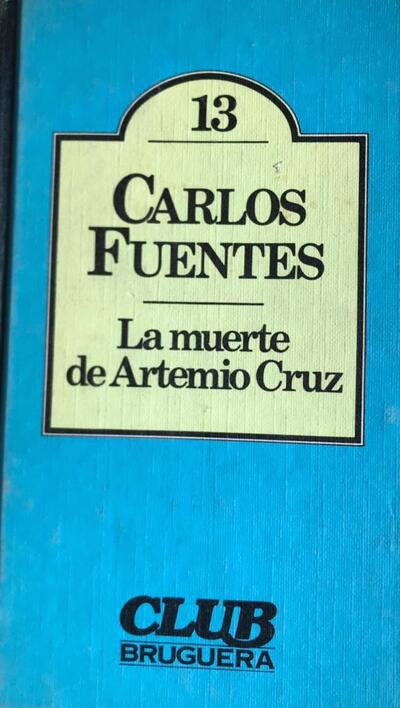 13
CARLOS
FUENTES
La muerte
de Artemio Cruz
CLUB
BRUGUERA